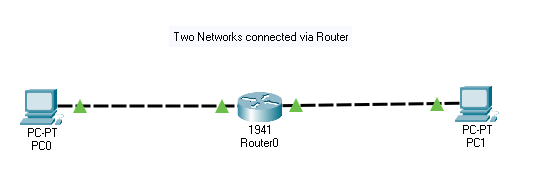 Two Networks connected via Router
PC-PT
PC0
1941
Router0
PC-PT
PC1